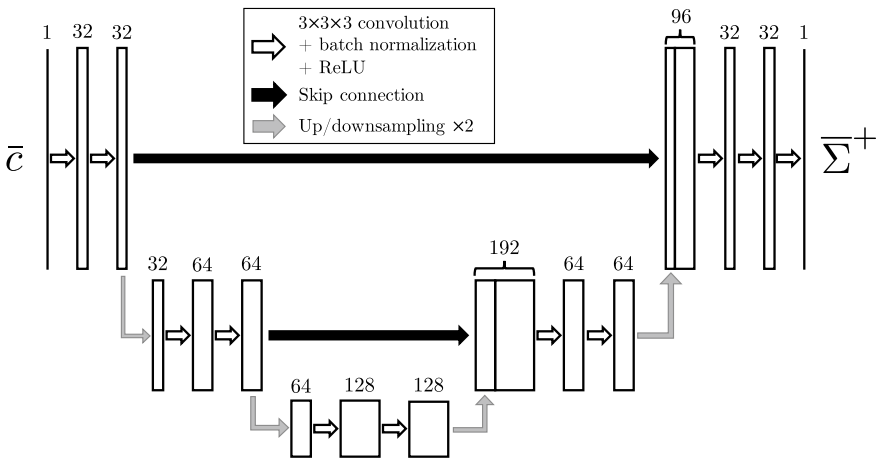 3×3×3 convolution
+ batch normalization
+ ReLU
Skip connection
Up/downsampling ×2
1 32 32
96
32 32 1
c̄
Σ̅⁺
32 64 64
192
64 64
64 128 128